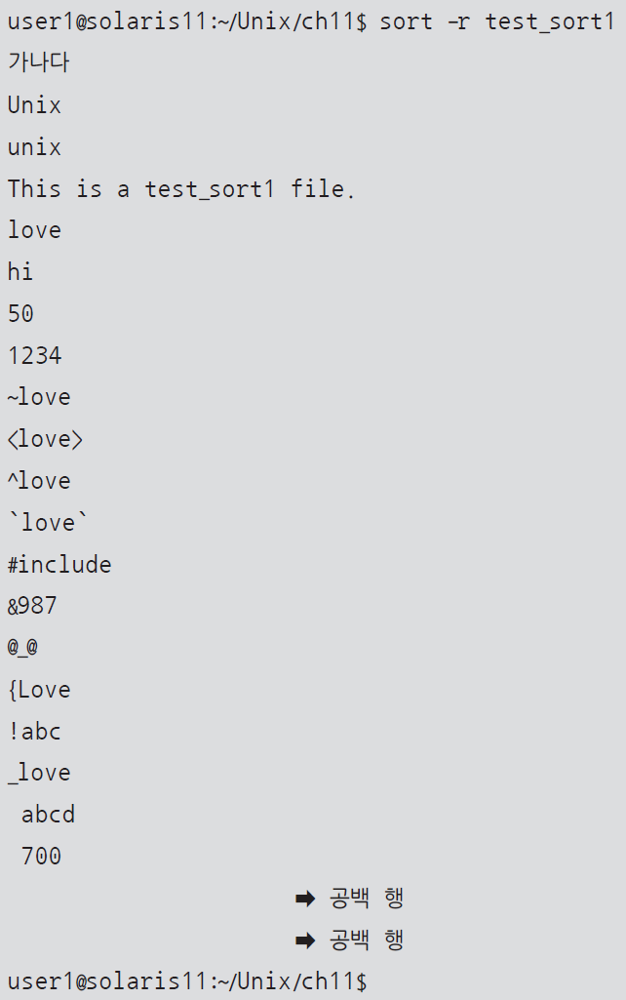 user1@solaris11:~/Unix/ch11$ sort -r test_sort1
가나다
Unix
unix
This is a test_sort1 file.
love
hi
50
1234
~love
<love>
^love
`love`
#include
&987
@_@
{Love
!abc
_love
 abcd
 700
➡ 공백 행
➡ 공백 행
user1@solaris11:~/Unix/ch11$